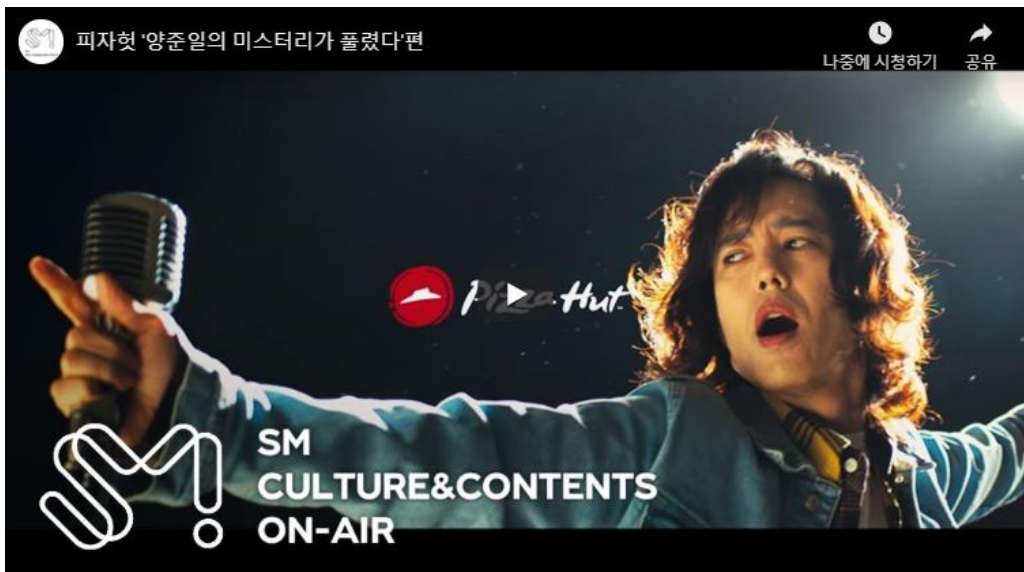 피자헛 '양준일의 미스터리가 풀렸다'편
나중에 시청하기
공유
Pizza Hut
SM
CULTURE&CONTENTS
ON-AIR